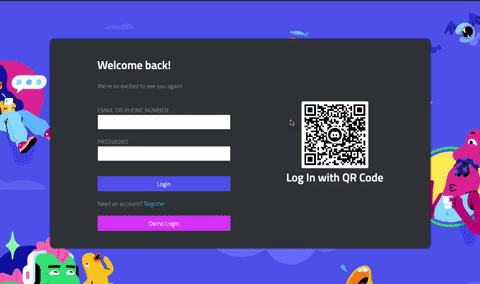 Welcome back!
We're so excited to see you again!
EMAIL OR PHONE NUMBER
PASSWORD
Login
Need an account? Register
Demo Login
Log In with QR Code